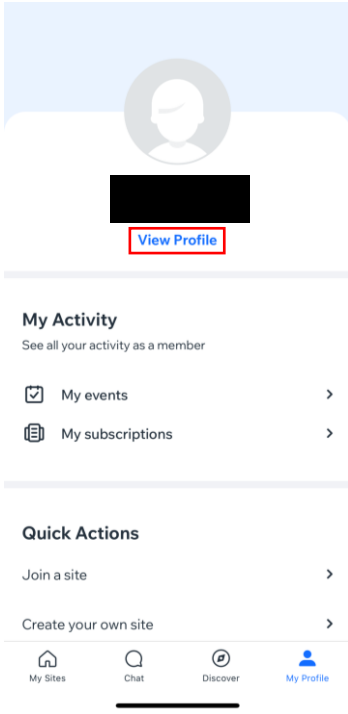 View Profile
My Activity
See all your activity as a member
My events
My subscriptions
Quick Actions
Join a site
Create your own site
My Sites
Chat
Discover
My Profile